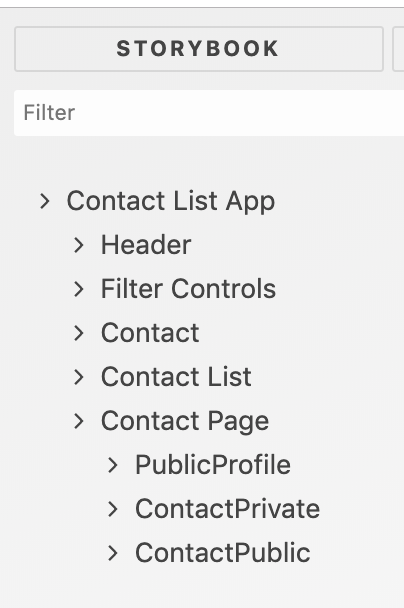 STORYBOOK
Filter
Contact List App
Header
Filter Controls
Contact
Contact List
Contact Page
PublicProfile
ContactPrivate
ContactPublic